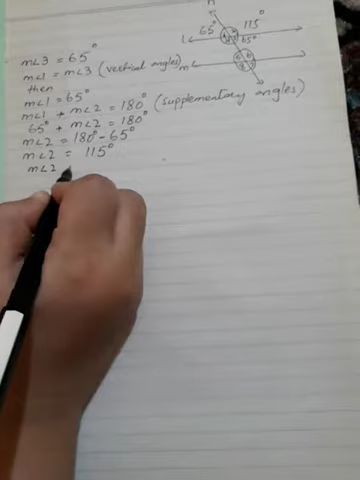 n
65° 115°
l 65°
m
m∠3 = 65°
m∠1 = m∠3 (vertical angles)
then
m∠1 = 65°
m∠1 + m∠2 = 180° (supplementary angles)
65° + m∠2 = 180°
m∠2 = 180° - 65°
m∠2 = 115°
m∠2